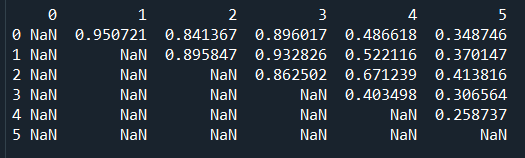 0 1 2 3 4 5
0 NaN 0.950721 0.841367 0.896017 0.486618 0.348746
1 NaN NaN 0.895847 0.932826 0.522116 0.370147
2 NaN NaN NaN 0.862502 0.671239 0.413816
3 NaN NaN NaN NaN 0.403498 0.306564
4 NaN NaN NaN NaN NaN 0.258737
5 NaN NaN NaN NaN NaN NaN